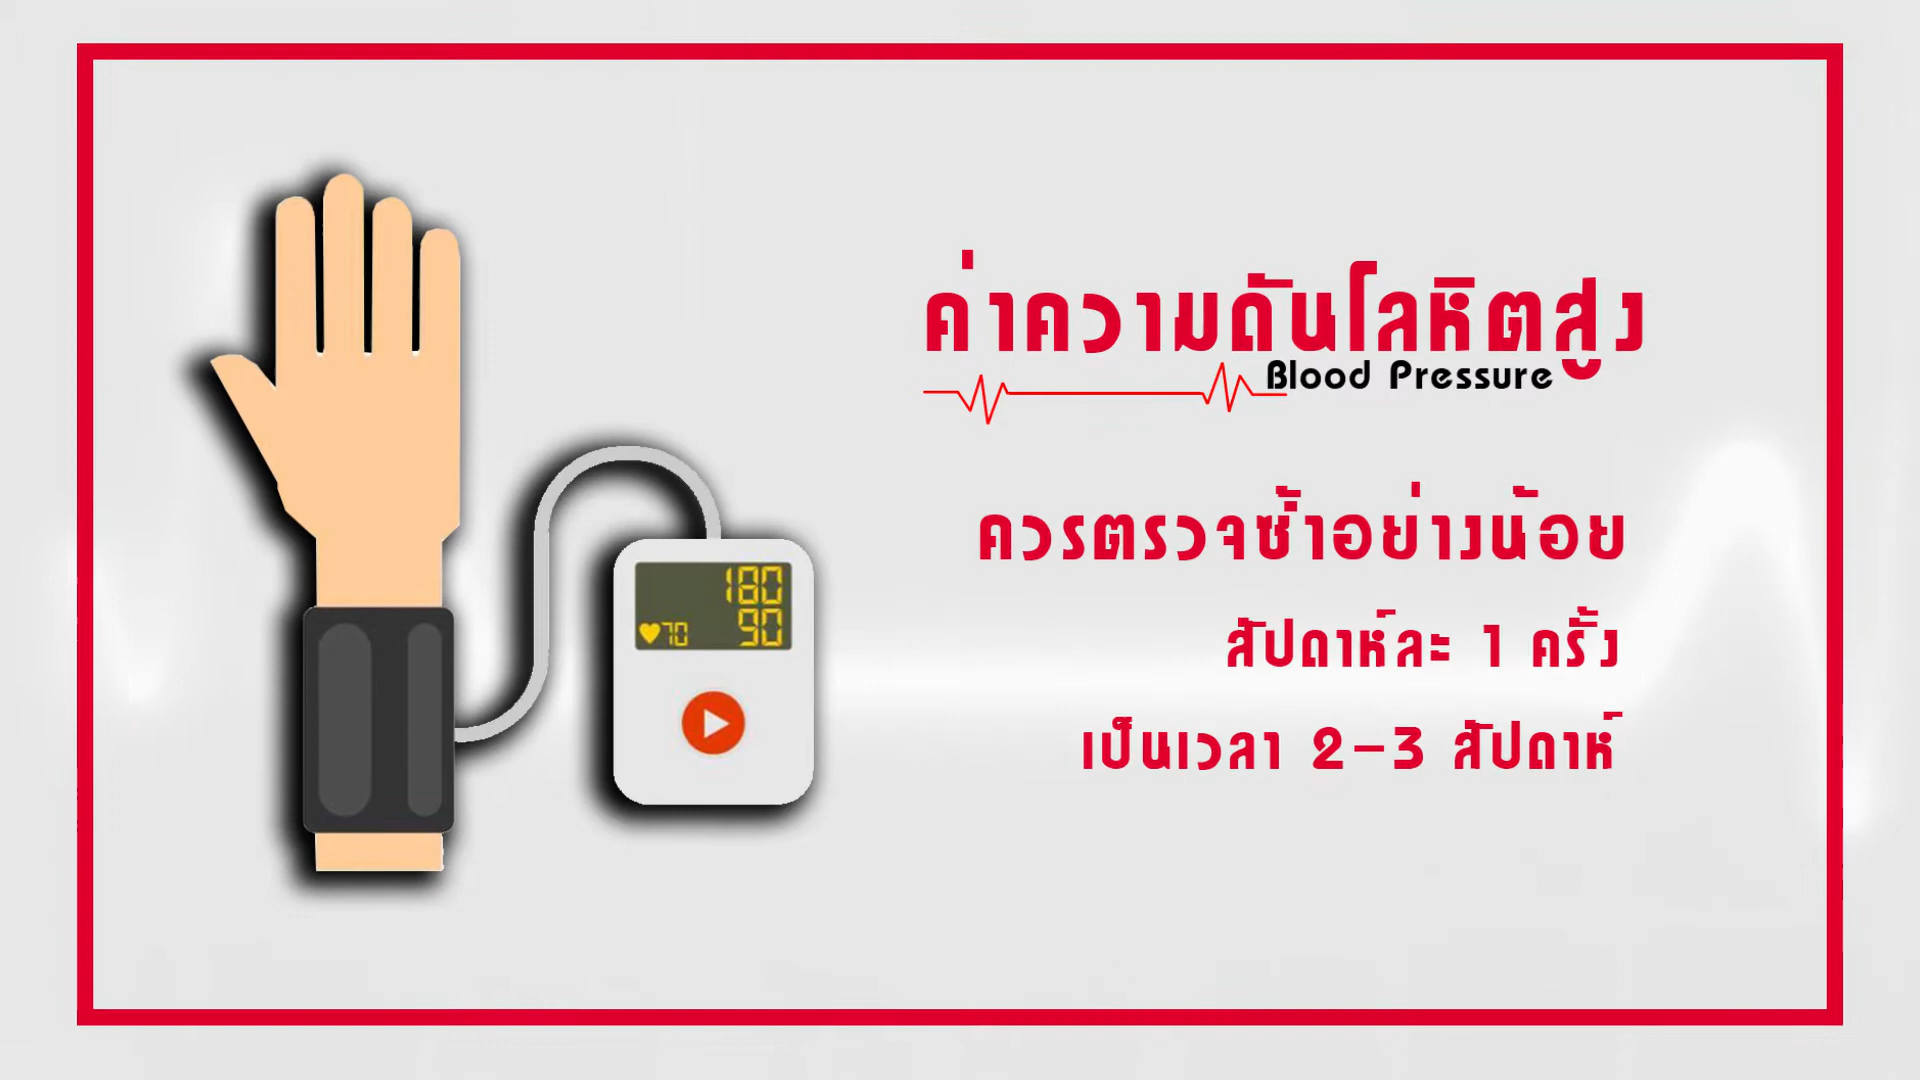 ค่าความดันโลหิตสูง
Blood Pressure
ควรตรวจซ้ำอย่างน้อย
สัปดาห์ละ 1 ครั้ง
เป็นเวลา 2-3 สัปดาห์
180
90
70